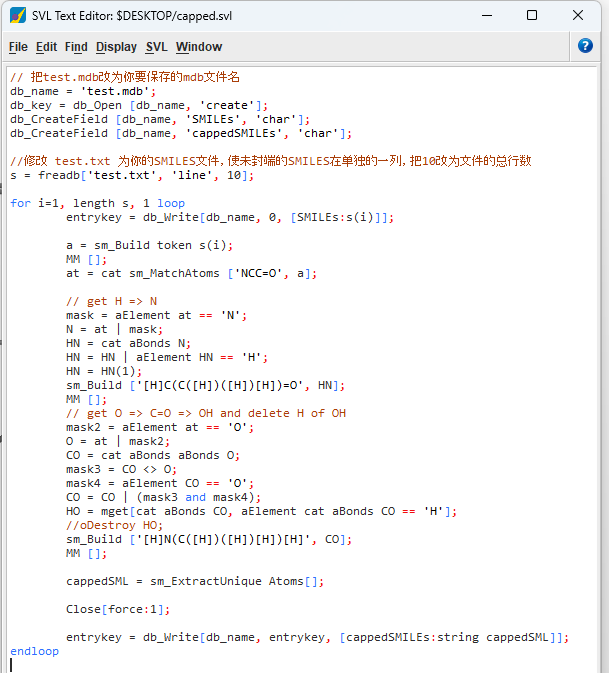 SVL Text Editor: $DESKTOP/capped.svl
File Edit Find Display SVL Window
// 把test.mdb改为你要保存的mdb文件名
db_name = 'test.mdb';
db_key = db_Open [db_name, 'create'];
db_CreateField [db_name, 'SMILEs', 'char'];
db_CreateField [db_name, 'cappedSMILEs', 'char'];
//修改 test.txt 为你的SMILES文件,使未封端的SMILES在单独的一列,把10改为文件的总行数
s = freadb['test.txt', 'line', 10];
for i=1, length s, 1 loop
entrykey = db_Write[db_name, 0, [SMILEs:s(i)]];
a = sm_Build token s(i);
MM [];
at = cat sm_MatchAtoms ['NCC=O', a];
// get H => N
mask = aElement at == 'N';
N = at | mask;
HN = cat aBonds N;
HN = HN | aElement HN == 'H';
HN = HN(1);
sm_Build ['[H]C(C([H])([H])[H])=O', HN];
MM [];
// get O => C=O => OH and delete H of OH
mask2 = aElement at == 'O';
O = at | mask2;
CO = cat aBonds aBonds O;
mask3 = CO <> O;
mask4 = aElement CO == 'O';
CO = CO | (mask3 and mask4);
HO = mget[cat aBonds CO, aElement cat aBonds CO == 'H'];
//oDestroy HO;
sm_Build ['[H]N(C([H])([H])[H])[H]', CO];
MM [];
cappedSML = sm_ExtractUnique Atoms[];
Close[force:1];
entrykey = db_Write[db_name, entrykey, [cappedSMILEs:string cappedSML]];
endloop